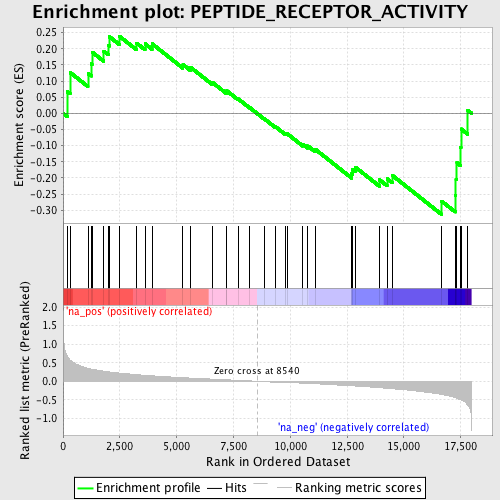 Enrichment plot: PEPTIDE_RECEPTOR_ACTIVITY
Enrichment score (ES)
0.25
0.20
0.15
0.10
0.05
0.00
-0.05
-0.10
-0.15
-0.20
-0.25
-0.30
'na_pos' (positively correlated)
Ranked list metric (PreRanked)
2.0
1.5
1.0
0.5
0.0
-0.5
-1.0
Zero cross at 8540
'na_neg' (negatively correlated)
0 2,500 5,000 7,500 10,000 12,500 15,000 17,500
Rank in Ordered Dataset
Enrichment profile Hits Ranking metric scores